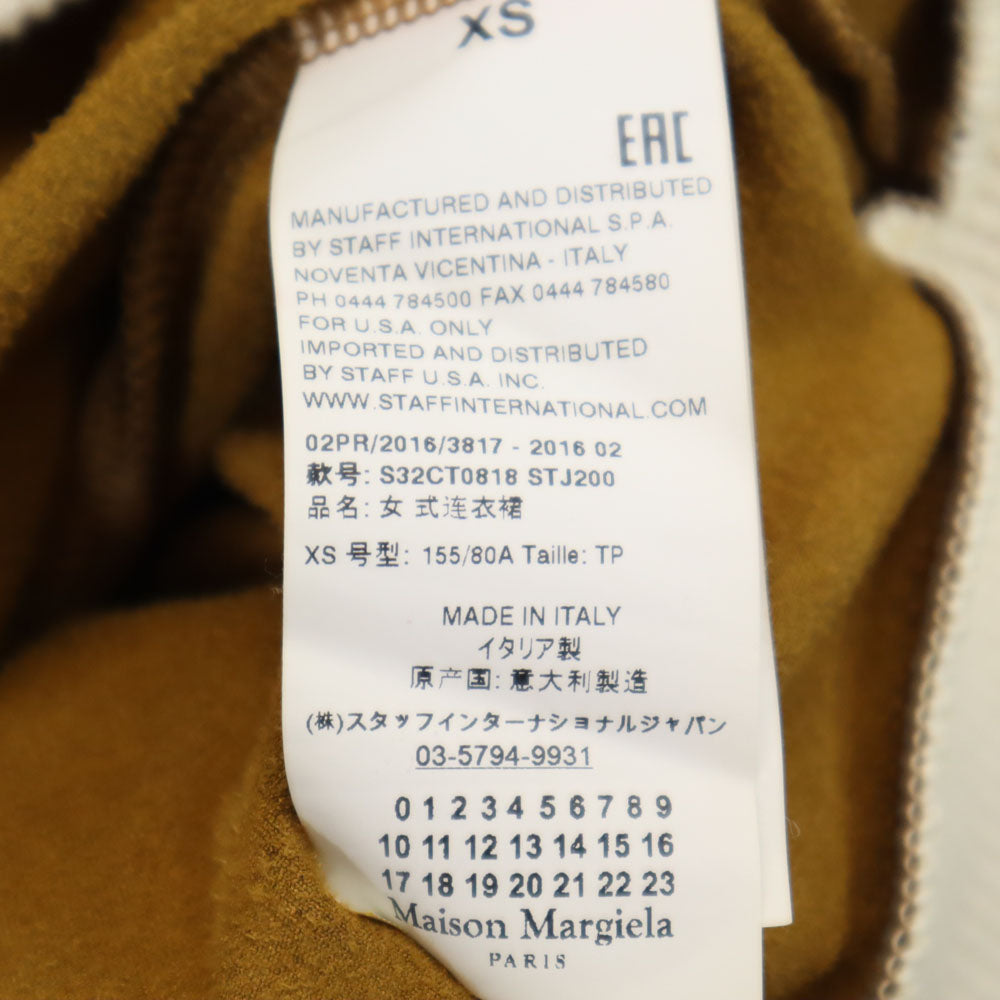 XS
EAC
MANUFACTURED AND DISTRIBUTED
BY STAFF INTERNATIONAL S.P.A.
NOVENTA VICENTINA - ITALY
PH 0444 784500 FAX 0444 784580
FOR U.S.A. ONLY
IMPORTED AND DISTRIBUTED
BY STAFF U.S.A. INC.
WWW.STAFFINTERNATIONAL.COM
02PR/2016/3817 - 2016 02
款号: S32CT0818 STJ200
品名: 女 式连衣裙
XS 号型: 155/80A Taille: TP
MADE IN ITALY
イタリア製
原产国: 意大利製造
(株)スタッフインターナショナルジャパン
03-5794-9931
0 1 2 3 4 5 6 7 8 9
10 11 12 13 14 15 16
17 18 19 20 21 22 23
Maison Margiela
PARIS